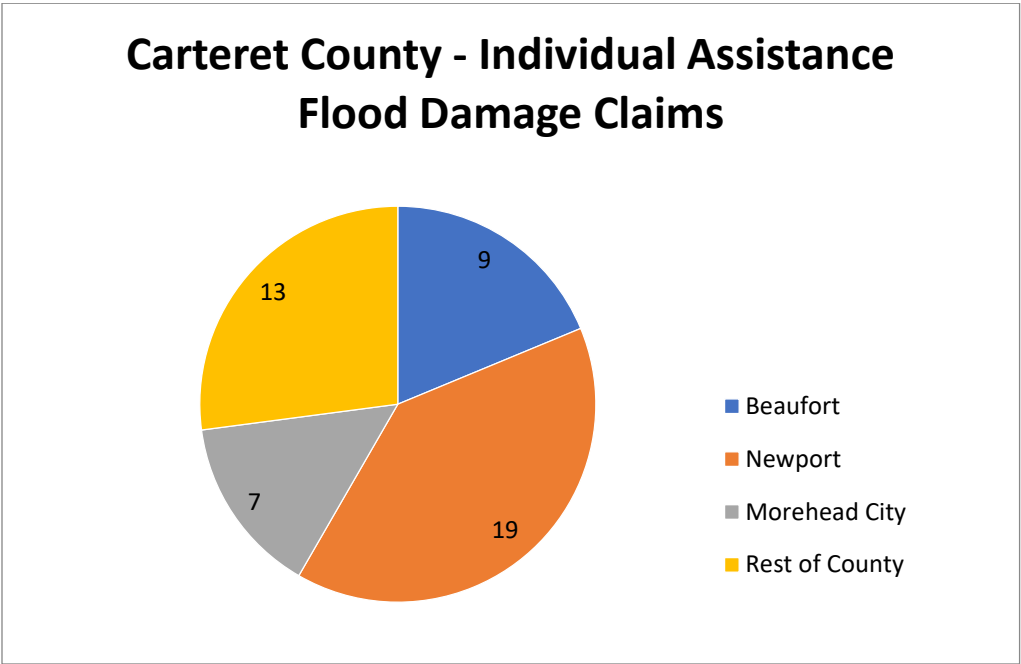 Carteret County - Individual Assistance
Flood Damage Claims
9
13
7
19
Beaufort
Newport
Morehead City
Rest of County